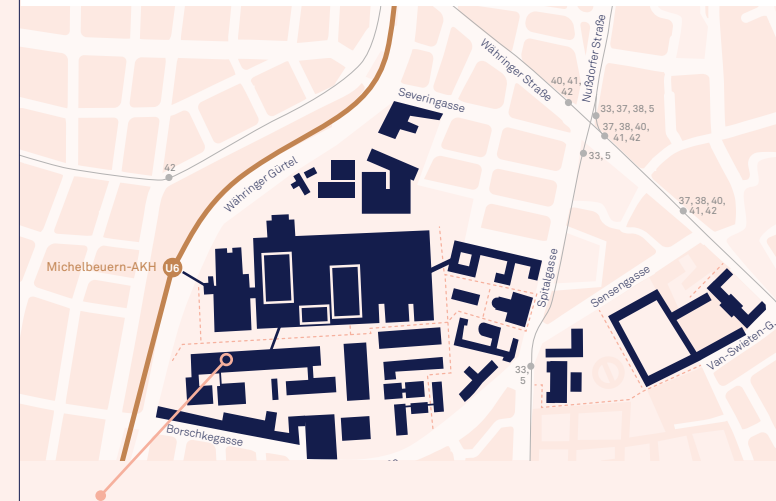 Nußdorfer Straße
Währinger Straße
40, 41,
42
Severingasse
33, 37, 38, 5
37, 38, 40,
41, 42
33, 5
42
Währinger Gürtel
37, 38, 40,
41, 42
Michelbeuern-AKH
U6
Spitalgasse
Sensengasse
Van-Swieten-G.
33,
5
Borschkegasse